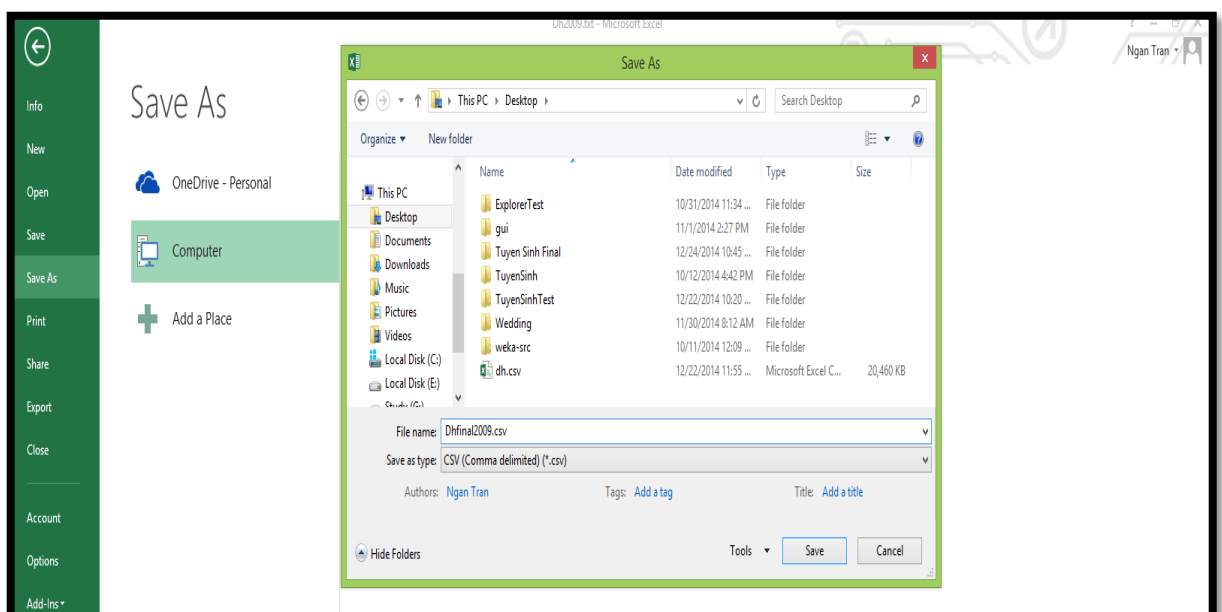 Dh2009.txt - Microsoft Excel
Ngan Tran
Info
New
Open
Save
Save As
Print
Share
Export
Close
Account
Options
Add-Ins
Save As
OneDrive - Personal
Computer
Add a Place
Save As
This PC Desktop
Search Desktop
Organize New folder
This PC
Desktop
Documents
Downloads
Music
Pictures
Videos
Local Disk (C:)
Local Disk (E:)
Study (G:)
Name Date modified Type Size
ExplorerTest 10/31/2014 11:34 ... File folder
gui 11/1/2014 2:27 PM File folder
Tuyen Sinh Final 12/24/2014 10:45 ... File folder
TuyenSinh 10/12/2014 4:42 PM File folder
TuyenSinhTest 12/22/2014 10:20 ... File folder
Wedding 11/30/2014 8:12 AM File folder
weka-src 10/11/2014 12:09 ... File folder
dh.csv 12/22/2014 11:55 ... Microsoft Excel C... 20,460 KB
File name: Dhfinal2009.csv
Save as type: CSV (Comma delimited) (*.csv)
Authors: Ngan Tran Tags: Add a tag Title: Add a title
Hide Folders Tools Save Cancel